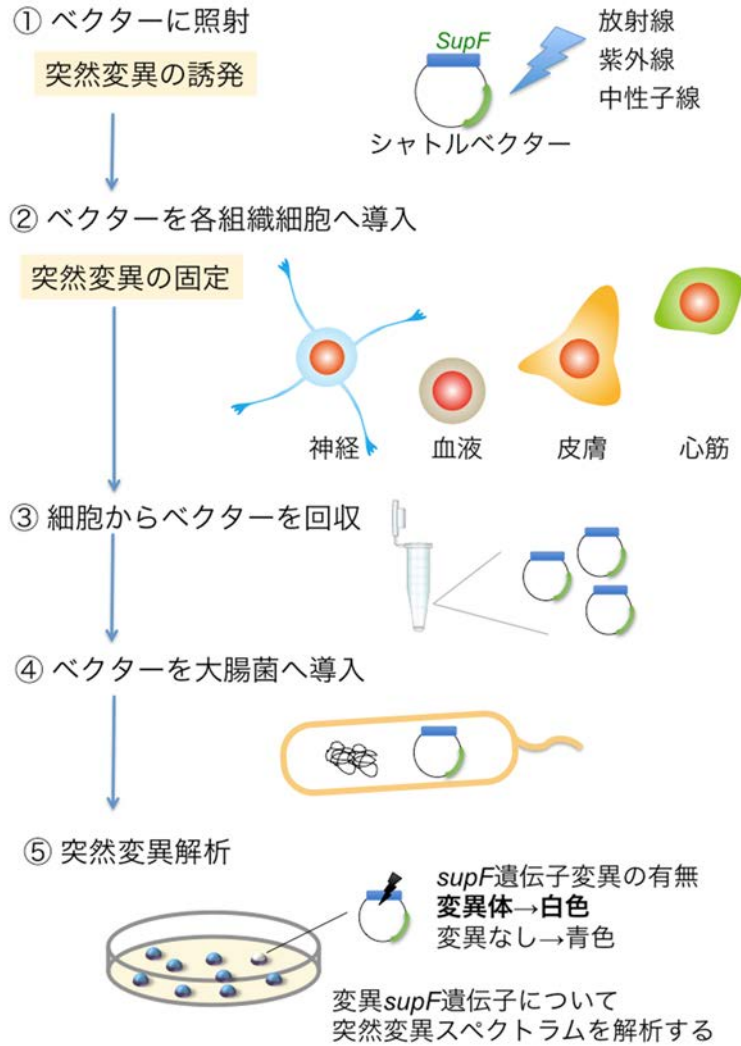 ① ベクターに照射
突然変異の誘発
SupF
放射線
紫外線
中性子線
シャトルベクター
② ベクターを各組織細胞へ導入
突然変異の固定
神経
血液
皮膚
心筋
③ 細胞からベクターを回収
④ ベクターを大腸菌へ導入
⑤ 突然変異解析
supF遺伝子変異の有無
変異体→白色
変異なし→青色
変異supF遺伝子について
突然変異スペクトラムを解析する